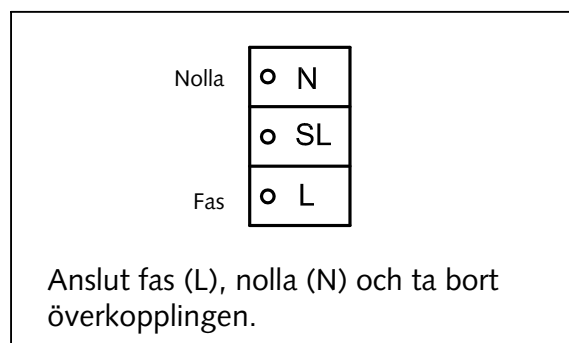 Nolla N
SL
Fas L
Anslut fas (L), nolla (N) och ta bort
överkopplingen.